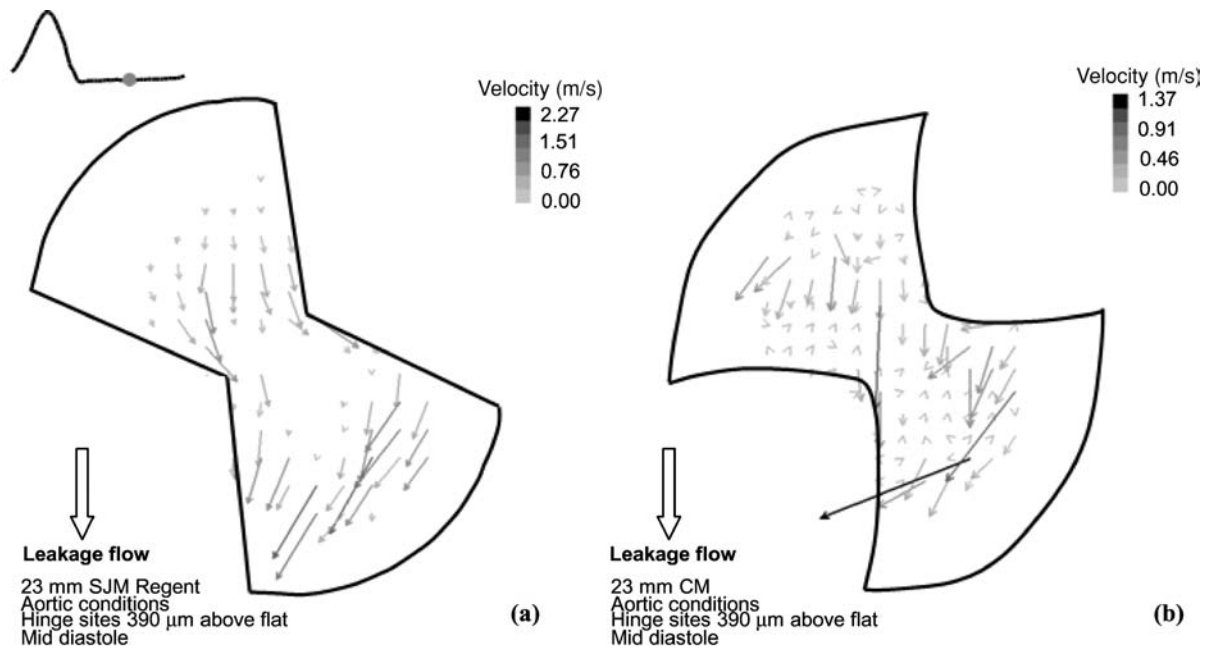 Velocity (m/s)
2.27
1.51
0.76
0.00
Leakage flow
23 mm SJM Regent
Aortic conditions
Hinge sites 390 μm above flat
Mid diastole
(a)
Velocity (m/s)
1.37
0.91
0.46
0.00
Leakage flow
23 mm CM
Aortic conditions
Hinge sites 390 μm above flat
Mid diastole
(b)